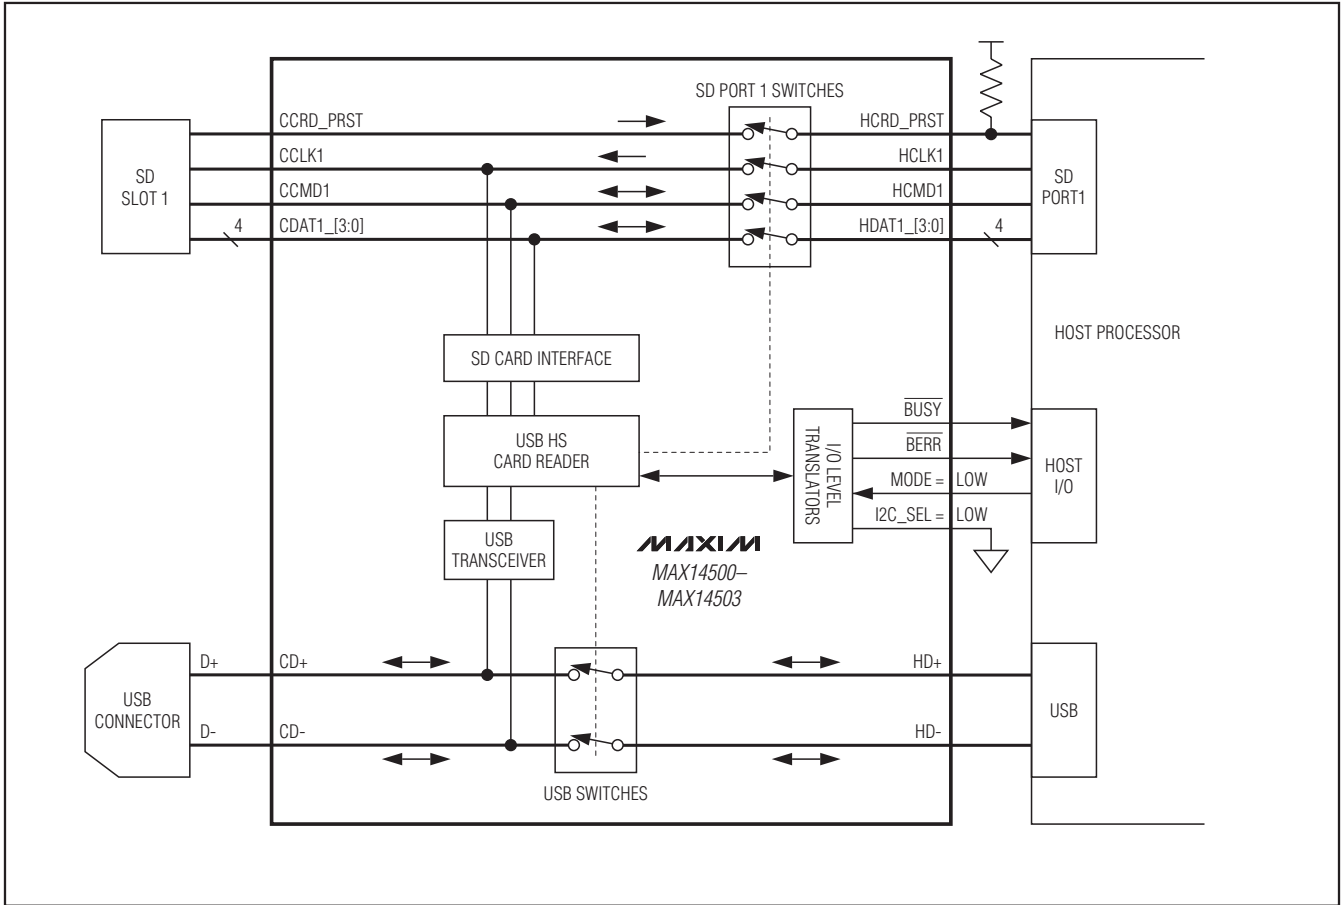 SD PORT 1 SWITCHES
CCRD_PRST
HCRD_PRST
CCLK1
HCLK1
SD
SLOT 1
CCMD1
HCMD1
SD
PORT1
4
CDAT1_[3:0]
HDAT1_[3:0]
4
HOST PROCESSOR
SD CARD INTERFACE
USB HS
CARD READER
I/O LEVEL
TRANSLATORS
BUSY
BERR
MODE = LOW
I2C_SEL = LOW
HOST
I/O
USB
TRANSCEIVER
MAXIM
MAX14500–
MAX14503
D+
CD+
HD+
USB
CONNECTOR
USB
D-
CD-
HD-
USB SWITCHES